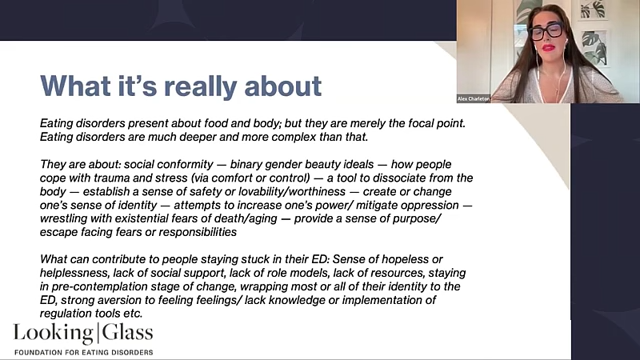 What it's really about
Alex Charleton
Eating disorders present about food and body; but they are merely the focal point.
Eating disorders are much deeper and more complex than that.
They are about: social conformity — binary gender beauty ideals — how people
cope with trauma and stress (via comfort or control) — a tool to dissociate from the
body — establish a sense of safety or lovability/worthiness — create or change
one's sense of identity — attempts to increase one's power/ mitigate oppression —
wrestling with existential fears of death/aging — provide a sense of purpose/
escape facing fears or responsibilities
What can contribute to people staying stuck in their ED: Sense of hopeless or
helplessness, lack of social support, lack of role models, lack of resources, staying
in pre-contemplation stage of change, wrapping most or all of their identity to the
ED, strong aversion to feeling feelings/ lack knowledge or implementation of
regulation tools etc.
Looking|Glass
FOUNDATION FOR EATING DISORDERS